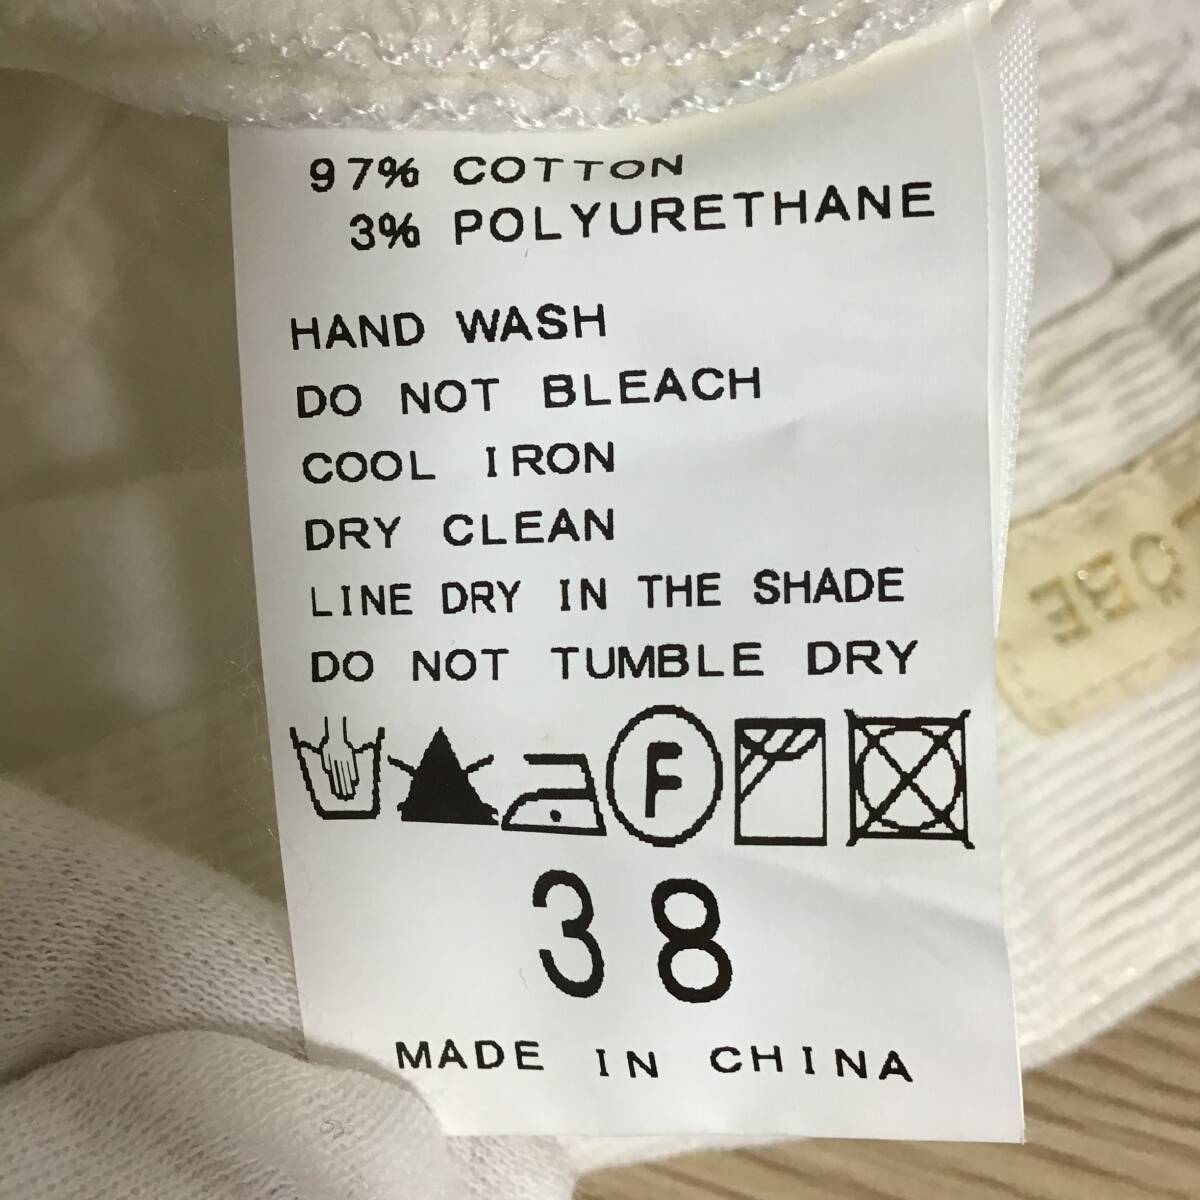 97% COTTON
3% POLYURETHANE
HAND WASH
DO NOT BLEACH
COOL IRON
DRY CLEAN
LINE DRY IN THE SHADE
DO NOT TUMBLE DRY
F
38
MADE IN CHINA
ÖBE